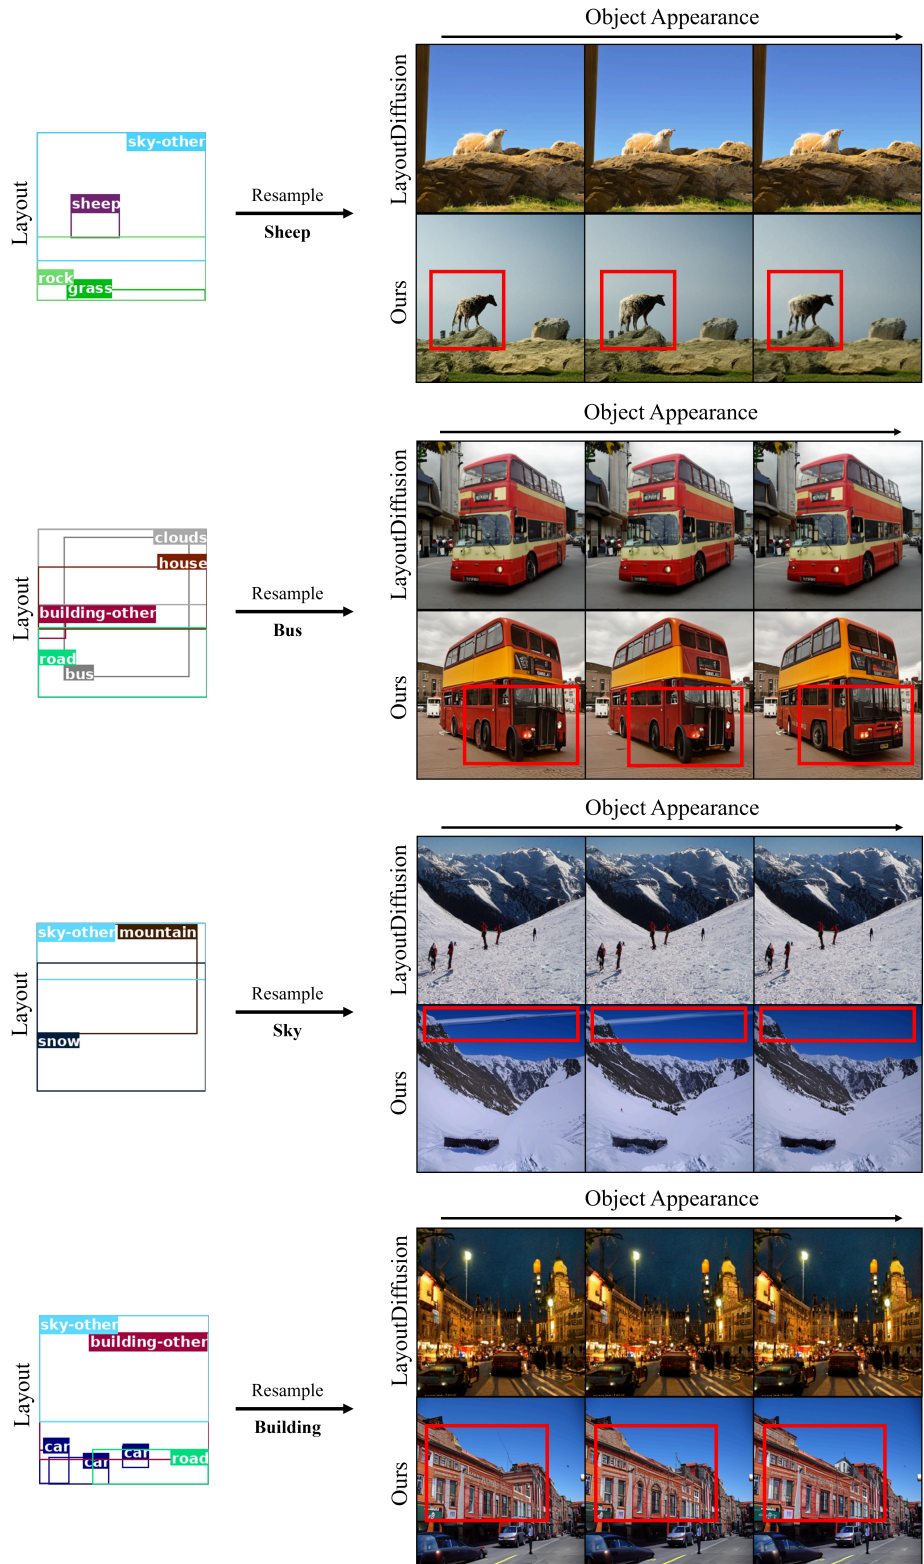 Object Appearance
LayoutDiffusion
Layout
sky-other
sheep
rock
grass
Resample
Sheep
Ours
Object Appearance
LayoutDiffusion
Layout
clouds
house
building-other
road
bus
Resample
Bus
Ours
Object Appearance
LayoutDiffusion
Layout
sky-other mountain
snow
Resample
Sky
Ours
Object Appearance
LayoutDiffusion
Layout
sky-other
building-other
car
car
car
road
Resample
Building
Ours